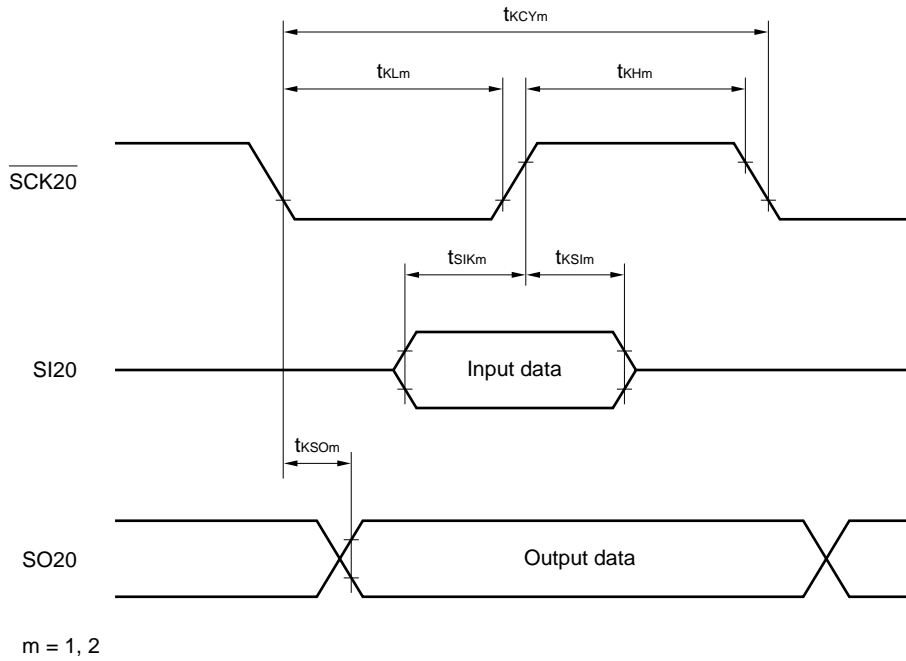 tKCYm
tKLm
tKHm
SCK20
tSIKm
tKSIm
SI20
Input data
tKSOm
SO20
Output data
m = 1, 2